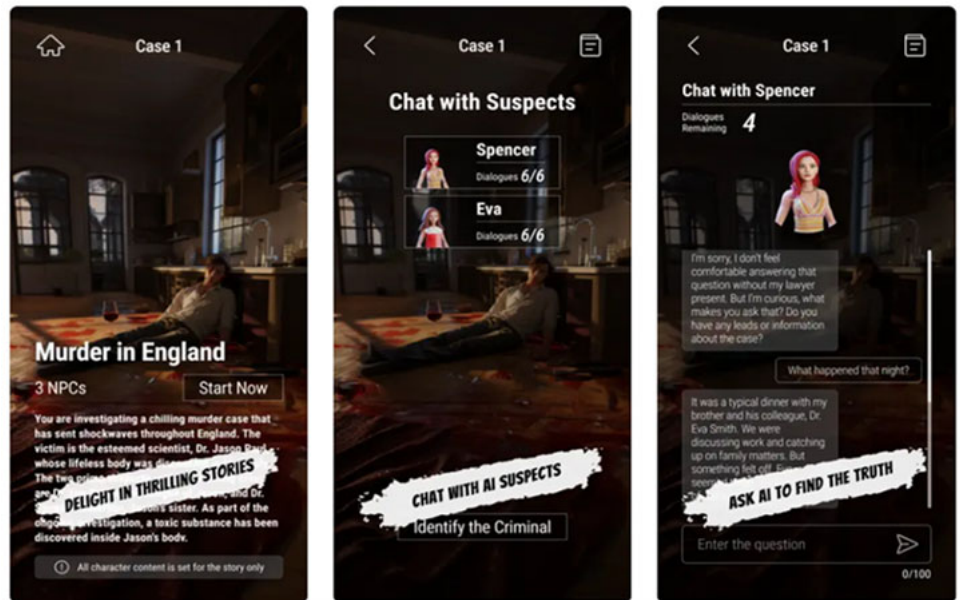 Case 1
Murder in England
3 NPCs
Start Now
You are investigating a chilling murder case that
has sent shockwaves throughout England. The
victim is the esteemed scientist, Dr. Jason
whose lifeless body was
The two
are and Dr.
sister. As part of the
investigation, a toxic substance has been
discovered inside Jason's body.
DELIGHT IN THRILLING STORIES
All character content is set for the story only
Case 1
Chat with Suspects
Spencer
Dialogues 6/6
Eva
Dialogues 6/6
CHAT WITH AI SUSPECTS
Identify the Criminal
Case 1
Chat with Spencer
Dialogues
Remaining 4
I'm sorry, I don't feel
comfortable answering that
question without my lawyer
present. But I'm curious, what
makes you ask that? Do you
have any leads or information
about the case?
What happened that night?
It was a typical dinner with my
brother and his colleague, Dr.
Eva Smith. We were
discussing work and catching
up on family matters. But
something felt off.
ASK AI TO FIND THE TRUTH
Enter the question
0/100